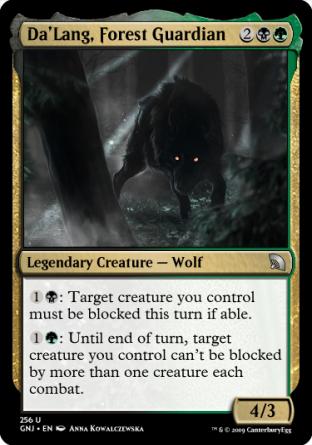 Da'Lang, Forest Guardian 2
Legendary Creature — Wolf
1 : Target creature you control
must be blocked this turn if able.
1 : Until end of turn, target
creature you control can't be blocked
by more than one creature each
combat.
4/3
256 U
GNJ • EN Anna Kowalczewska
™ & © 2019 CanterburyEgg